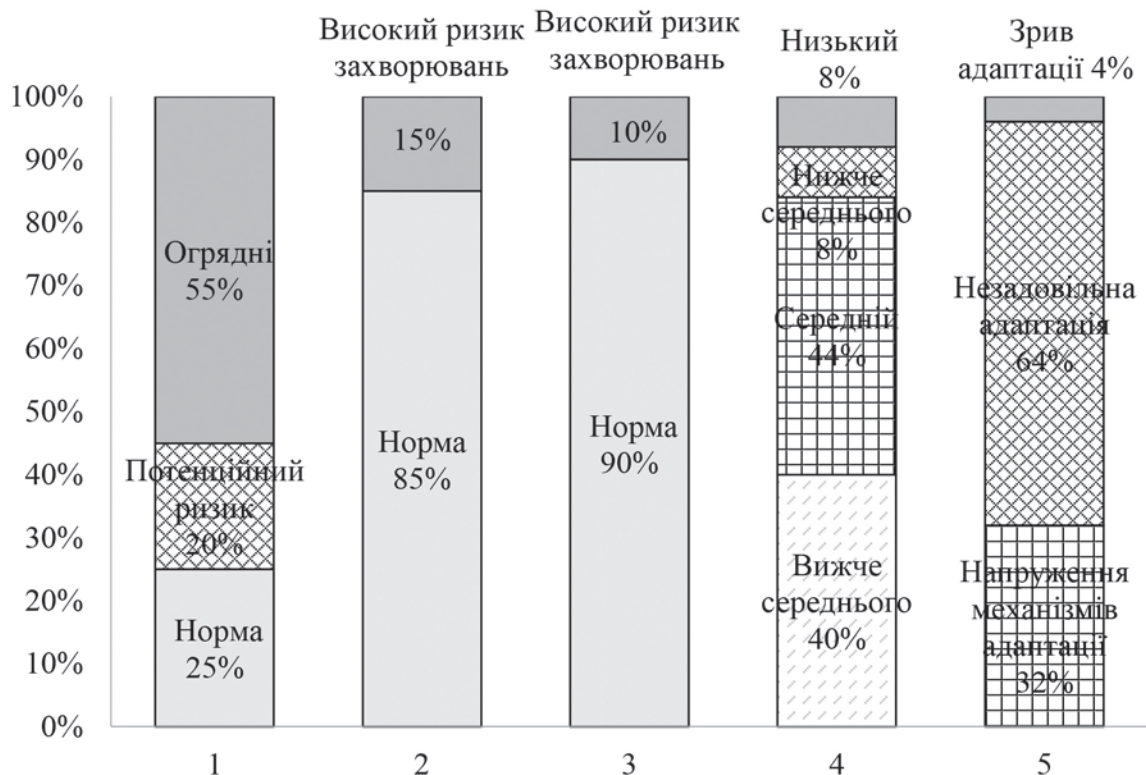 Високий ризик
захворювань
Високий ризик
захворювань
Низький
8%
Зрив
адаптації 4%
100%
90%
80%
70%
60%
50%
40%
30%
20%
10%
0%
Огрядні
55%
Потенційний
ризик
20%
Норма
25%
15%
Норма
85%
10%
Норма
90%
Нижче
середнього
8%
Середній
44%
Вижче
середнього
40%
Незадовільна
адаптація
64%
Напруження
механізмів
адаптації
32%
1
2
3
4
5